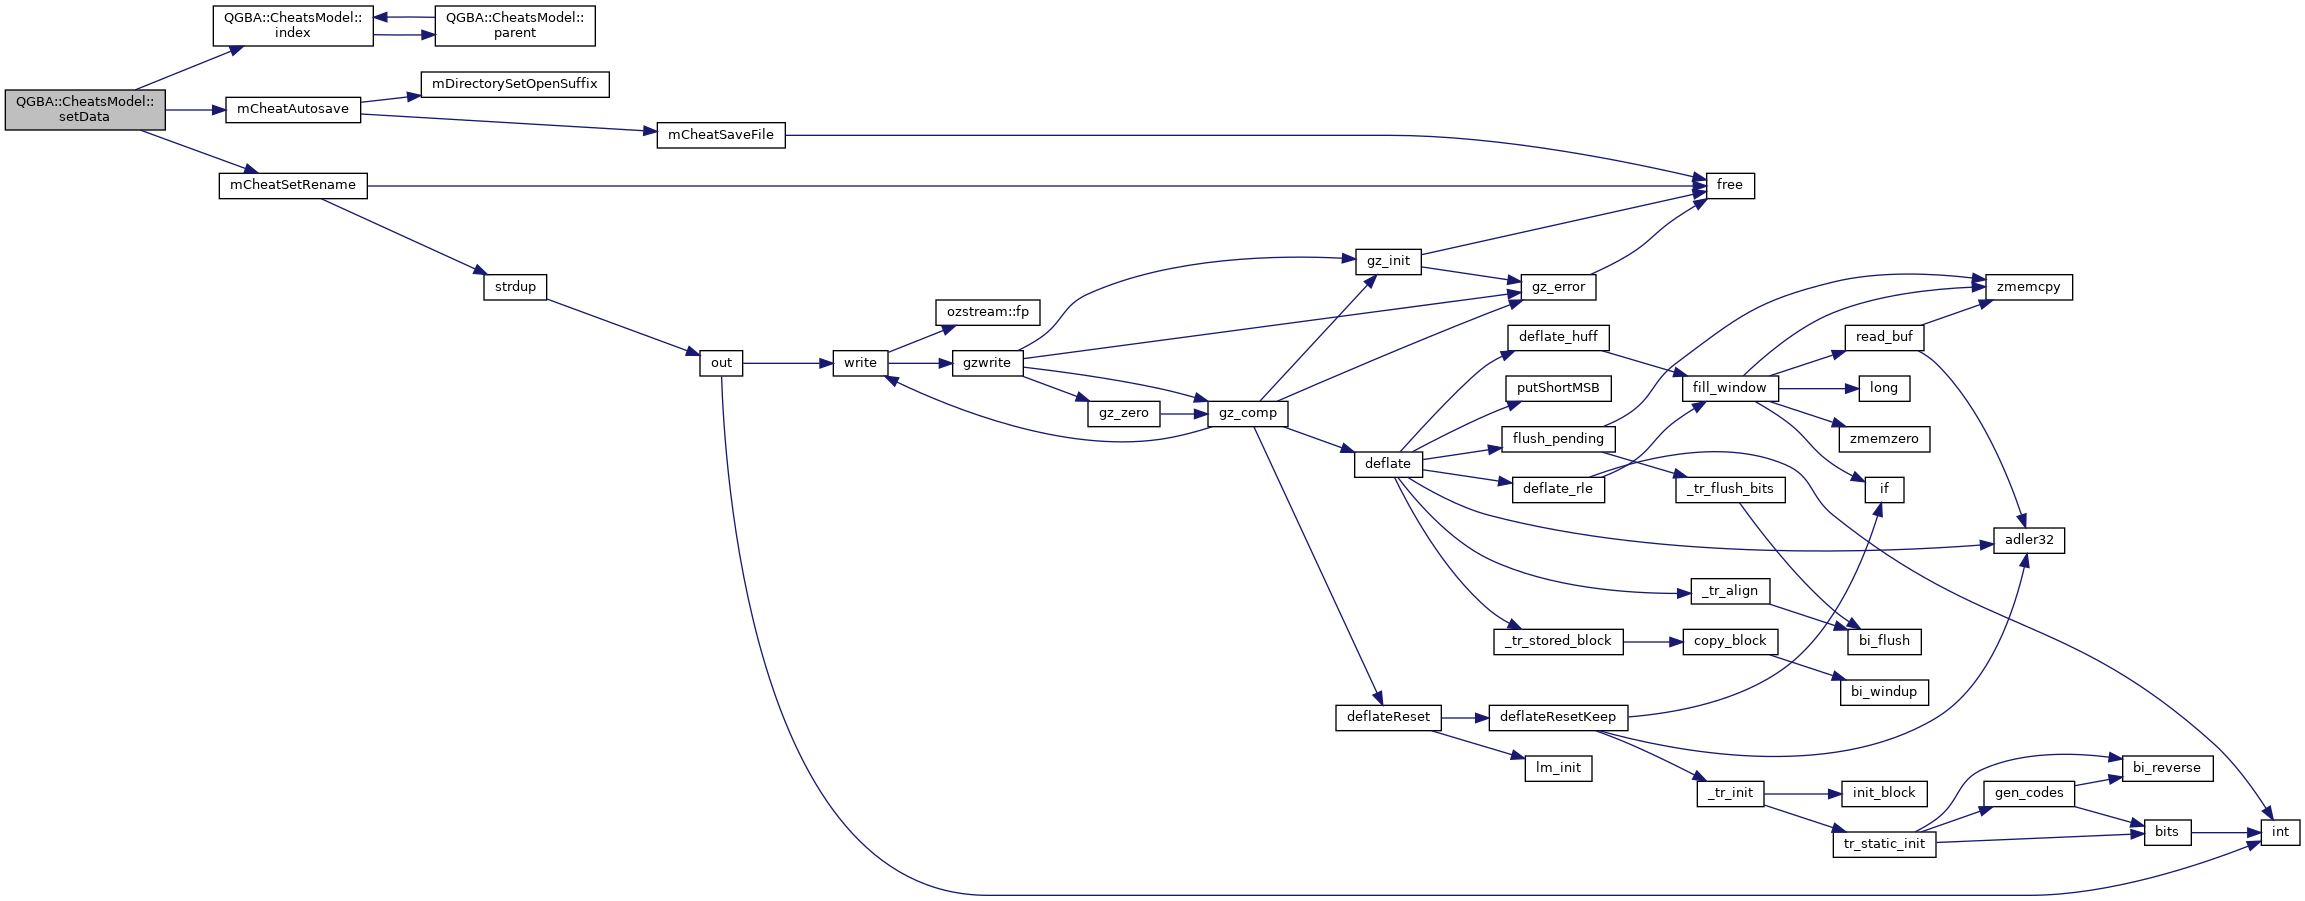 QGBA::CheatsModel::
index
QGBA::CheatsModel::
parent
mDirectorySetOpenSuffix
QGBA::CheatsModel::
setData
mCheatAutosave
mCheatSaveFile
mCheatSetRename
free
strdup
gz_init
gz_error
zmemcpy
ozstream::fp
out
write
gzwrite
deflate_huff
read_buf
putShortMSB
fill_window
long
gz_zero
gz_comp
flush_pending
zmemzero
deflate
deflate_rle
_tr_flush_bits
if
adler32
_tr_align
_tr_stored_block
copy_block
bi_flush
bi_windup
deflateReset
deflateResetKeep
lm_init
bi_reverse
_tr_init
init_block
gen_codes
tr_static_init
bits
int